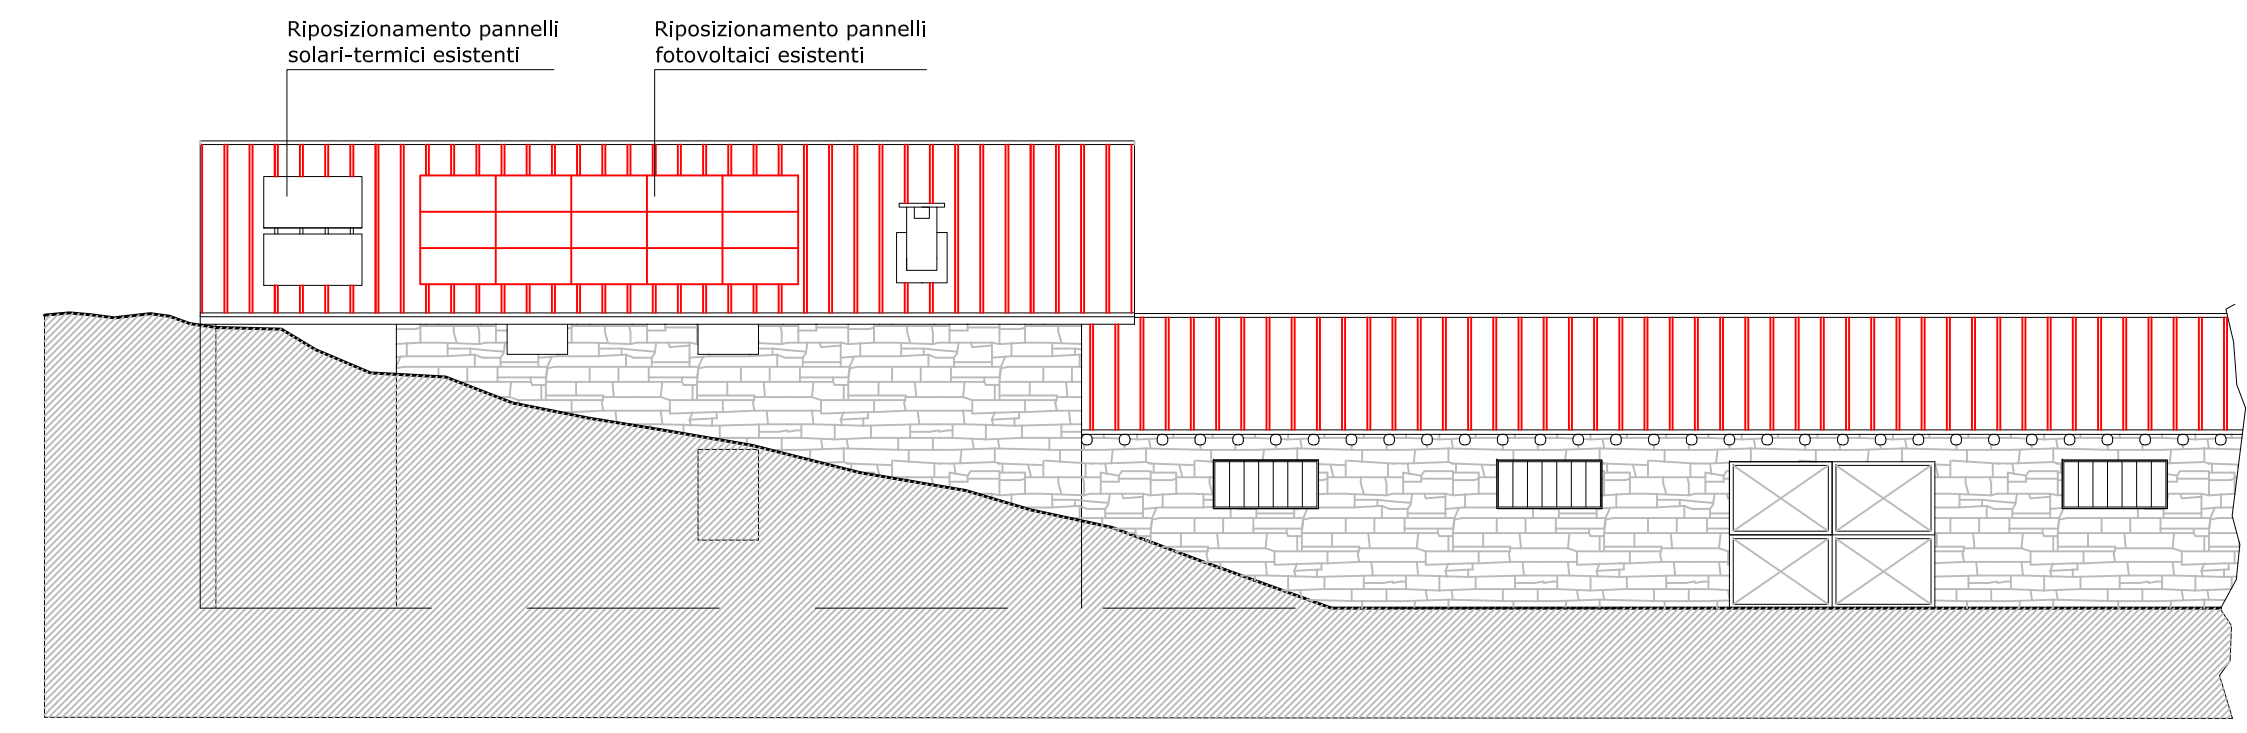 Riposizionamento pannelli
solari-termici esistenti
Riposizionamento pannelli
fotovoltaici esistenti